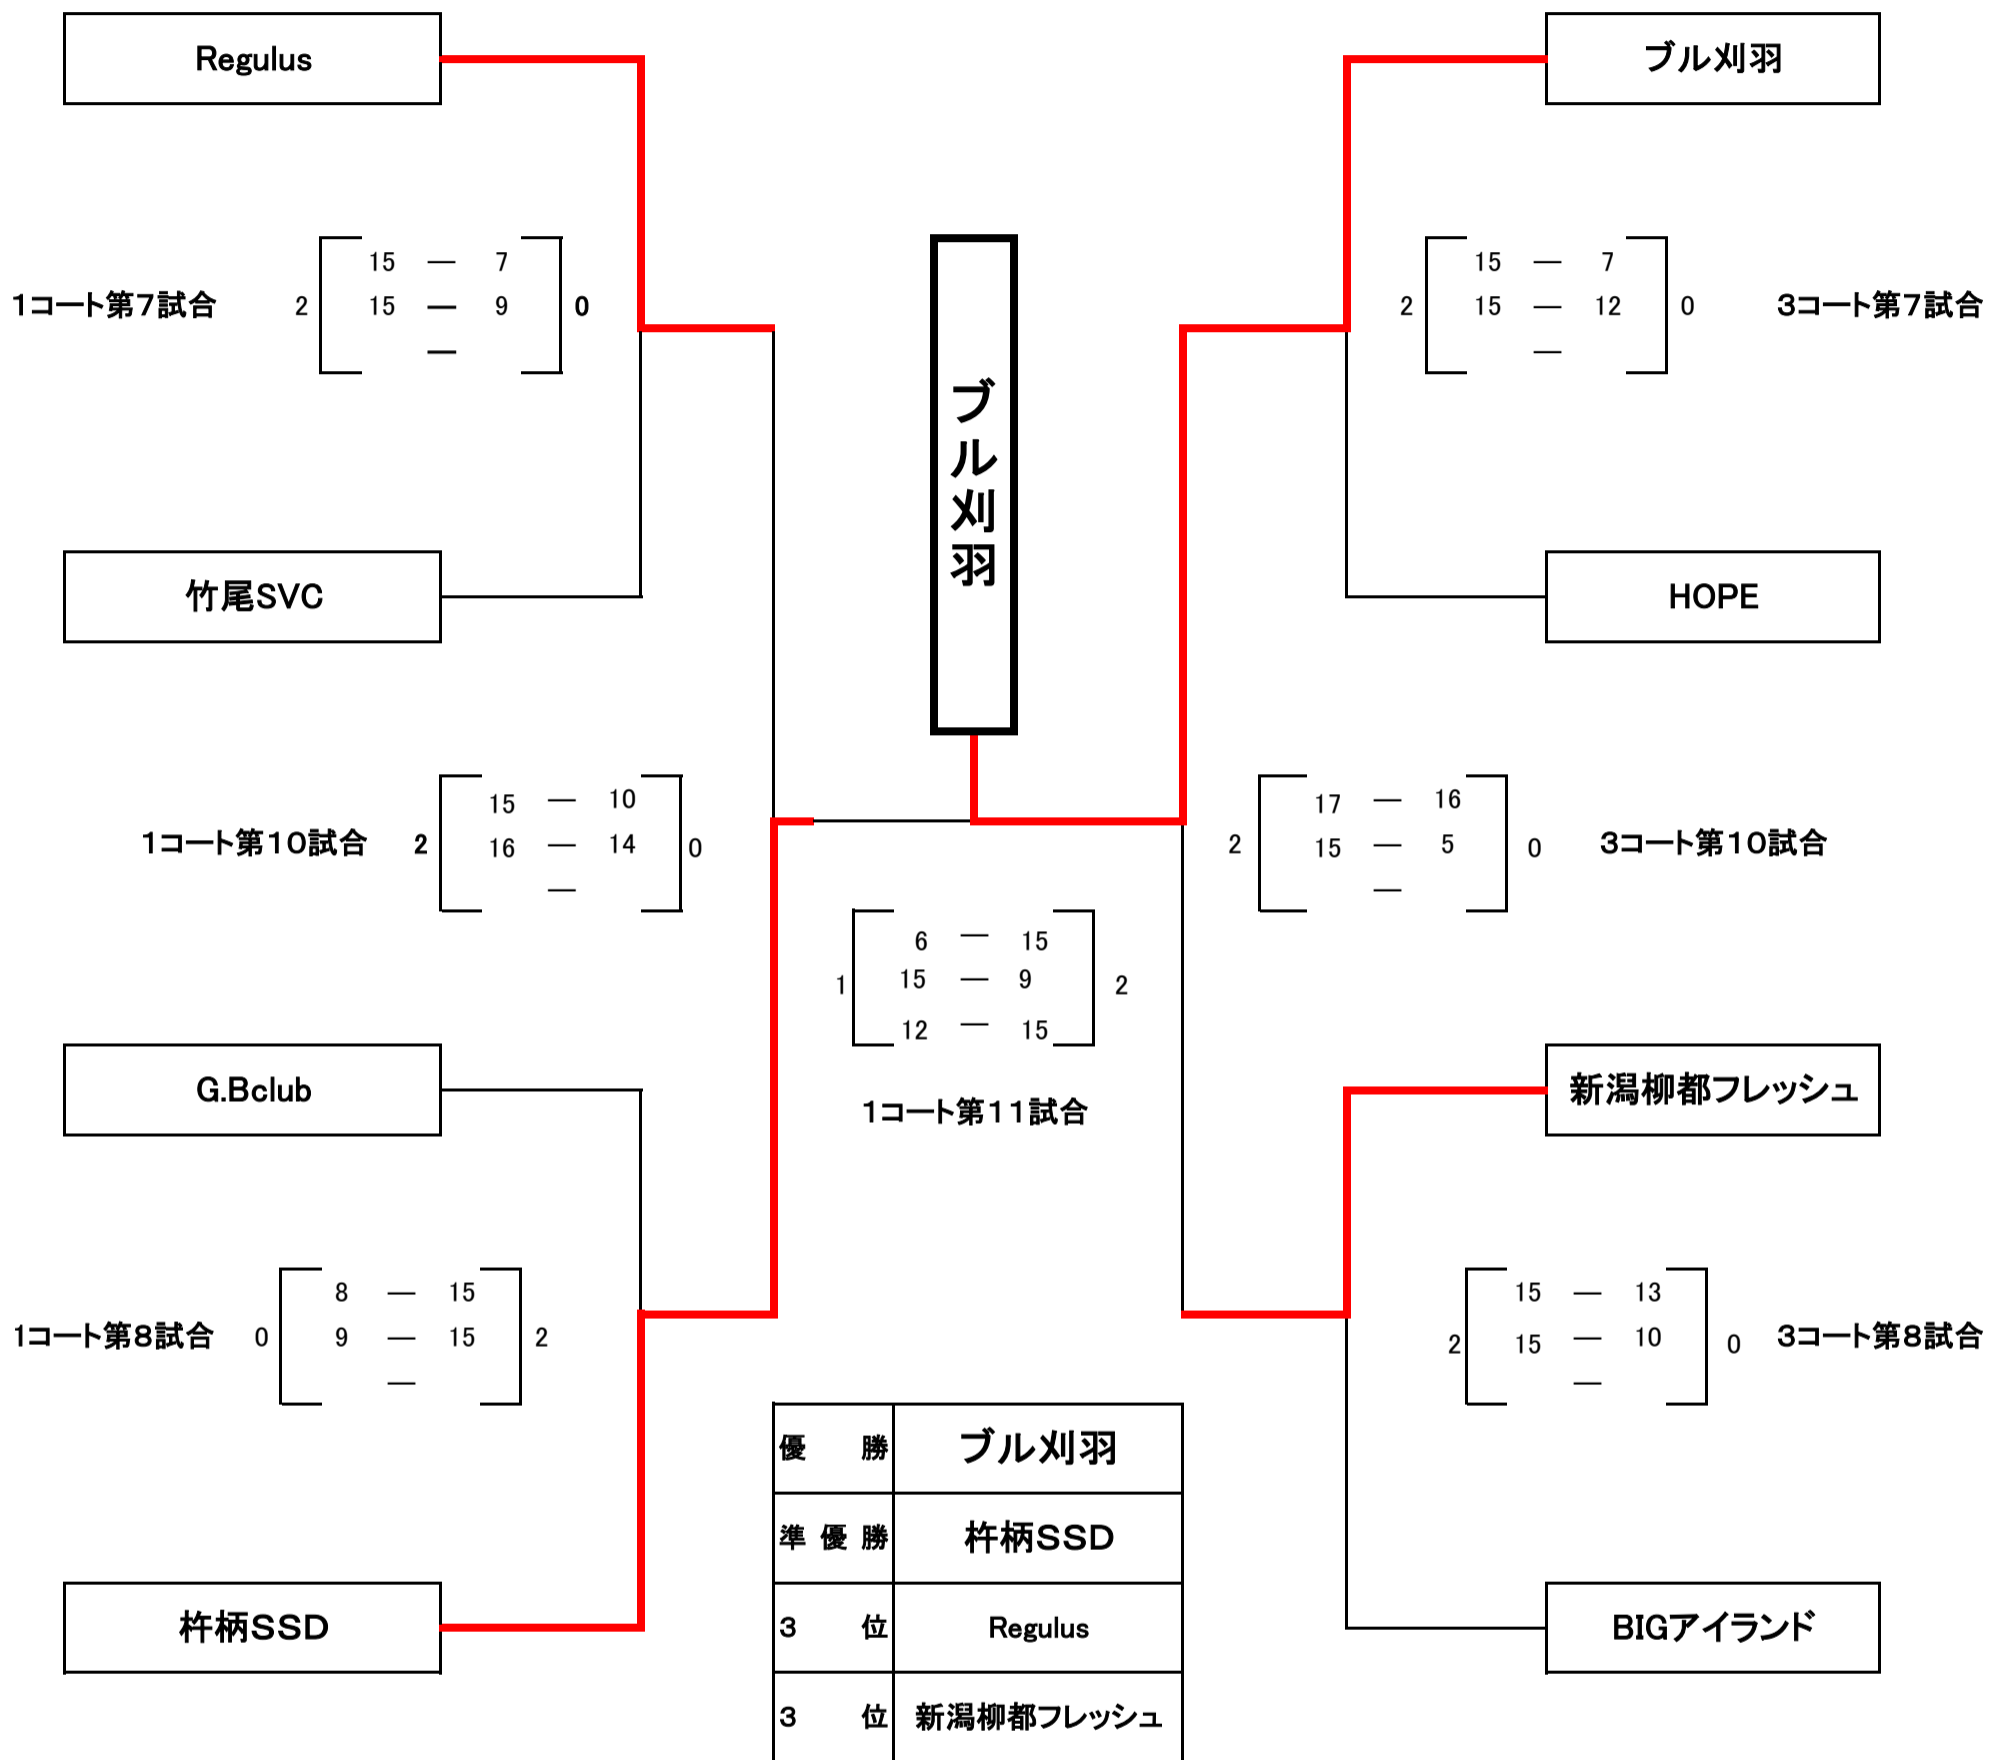 Regulus
ブル刈羽
1コート第7試合
2
15 — 7
15 — 9
—
0
2
15 — 7
15 — 12
—
0
3コート第7試合
ブル刈羽
竹尾SVC
HOPE
1コート第10試合
2
15 — 10
16 — 14
—
0
2
17 — 16
15 — 5
—
0
3コート第10試合
1
6 — 15
15 — 9
12 — 15
2
1コート第11試合
G.Bclub
新潟柳都フレッシュ
1コート第8試合
0
8 — 15
9 — 15
—
2
2
15 — 13
15 — 10
—
0
3コート第8試合
優勝 ブル刈羽
準優勝 杵柄SSD
3位 Regulus
3位 新潟柳都フレッシュ
杵柄SSD
BIGアイランド